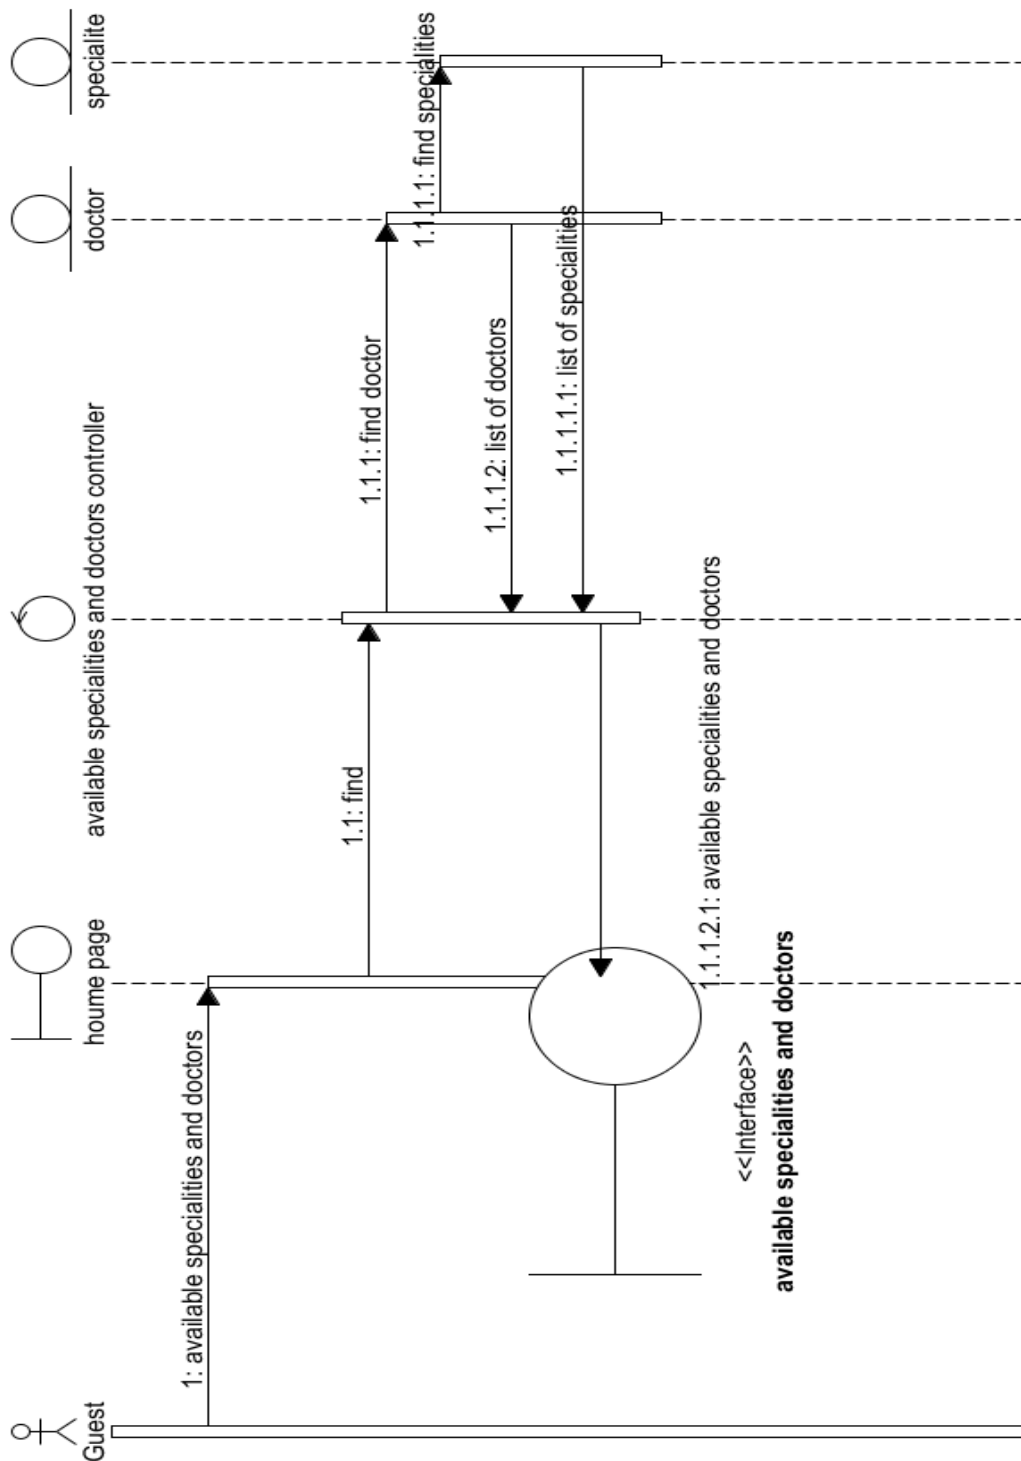 Guest
houme page
available specialities and doctors controller
doctor
specialite
1: available specialities and doctors
1.1: find
1.1.1: find doctor
1.1.1.1: find specialities
1.1.1.2: list of doctors
1.1.1.1.1: list of specialities
1.1.1.2.1: available specialities and doctors
<<Interface>>
available specialities and doctors